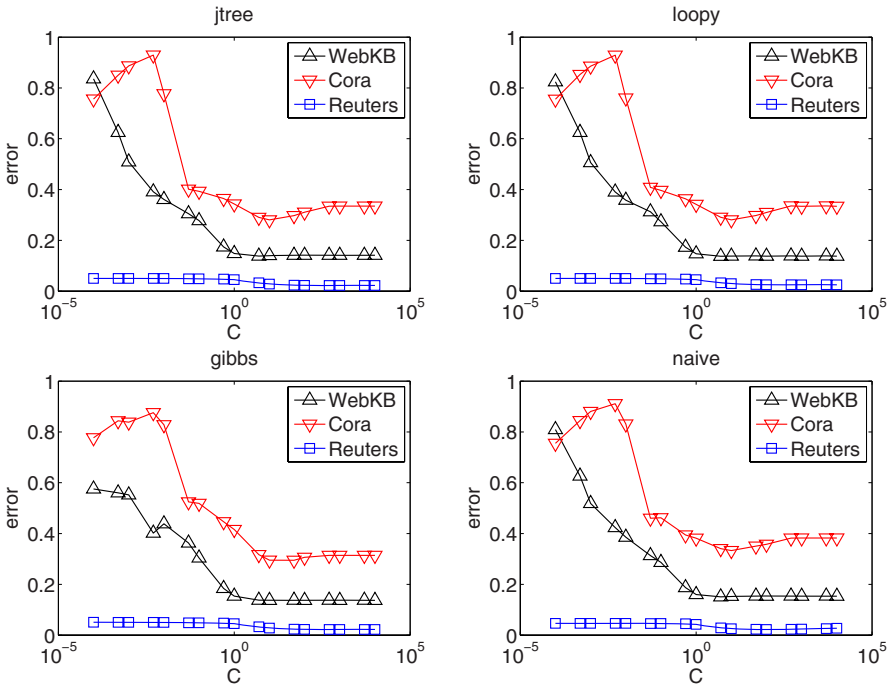 jtree
1
0.8
0.6
0.4
0.2
0
error
10^-5
10^0
10^5
C
WebKB
Cora
Reuters
loopy
1
0.8
0.6
0.4
0.2
0
error
10^-5
10^0
10^5
C
WebKB
Cora
Reuters
gibbs
1
0.8
0.6
0.4
0.2
0
error
10^-5
10^0
10^5
C
WebKB
Cora
Reuters
naive
1
0.8
0.6
0.4
0.2
0
error
10^-5
10^0
10^5
C
WebKB
Cora
Reuters